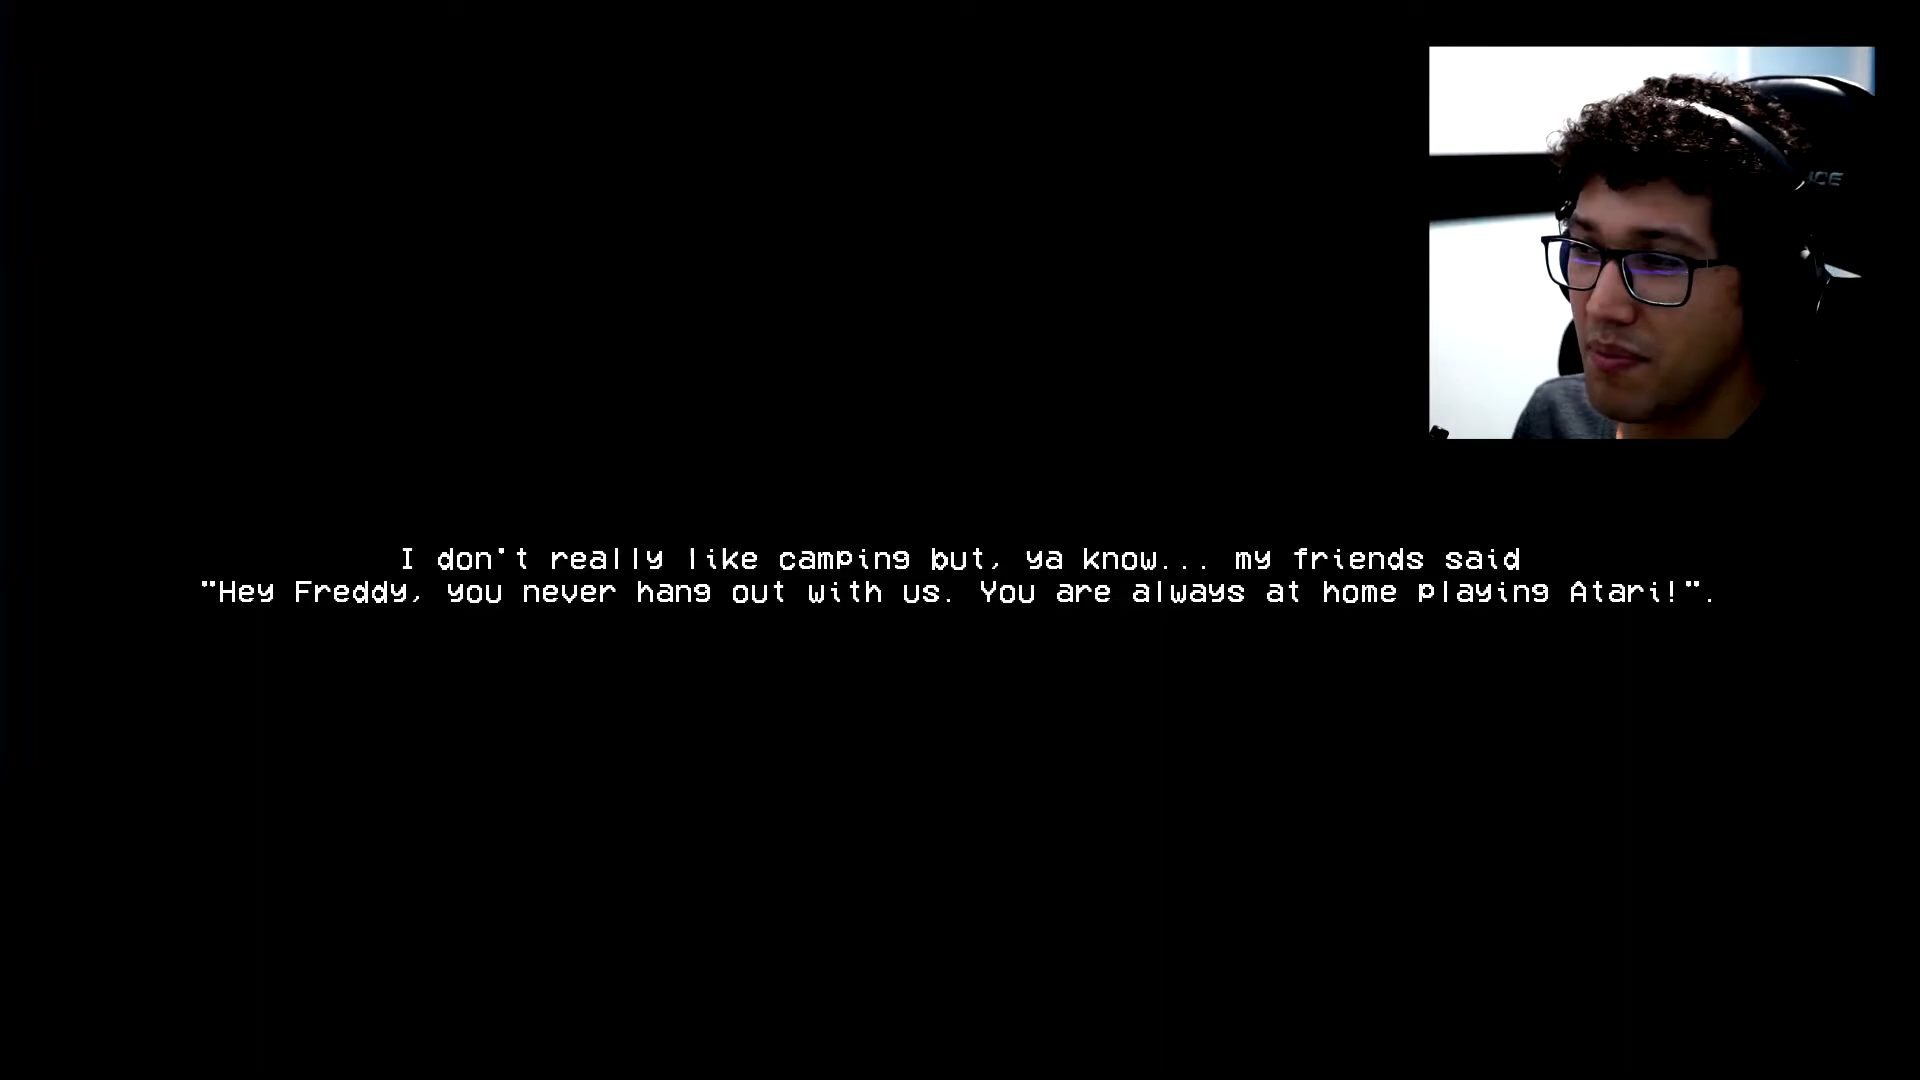 I don't really like camping but, ya know... my friends said
"Hey Freddy, you never hang out with us. You are always at home playing Atari!".